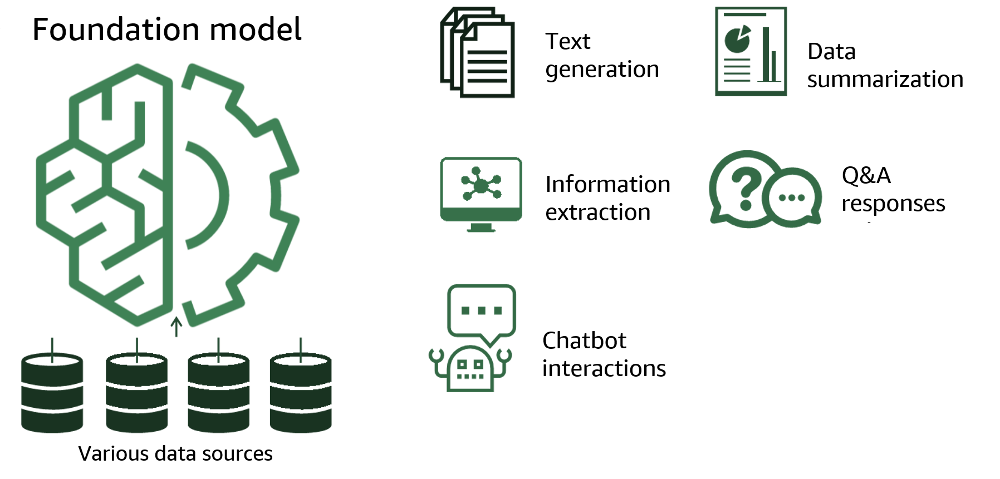 Foundation model
Various data sources
Text
generation
Data
summarization
Information
extraction
Q&A
responses
Chatbot
interactions